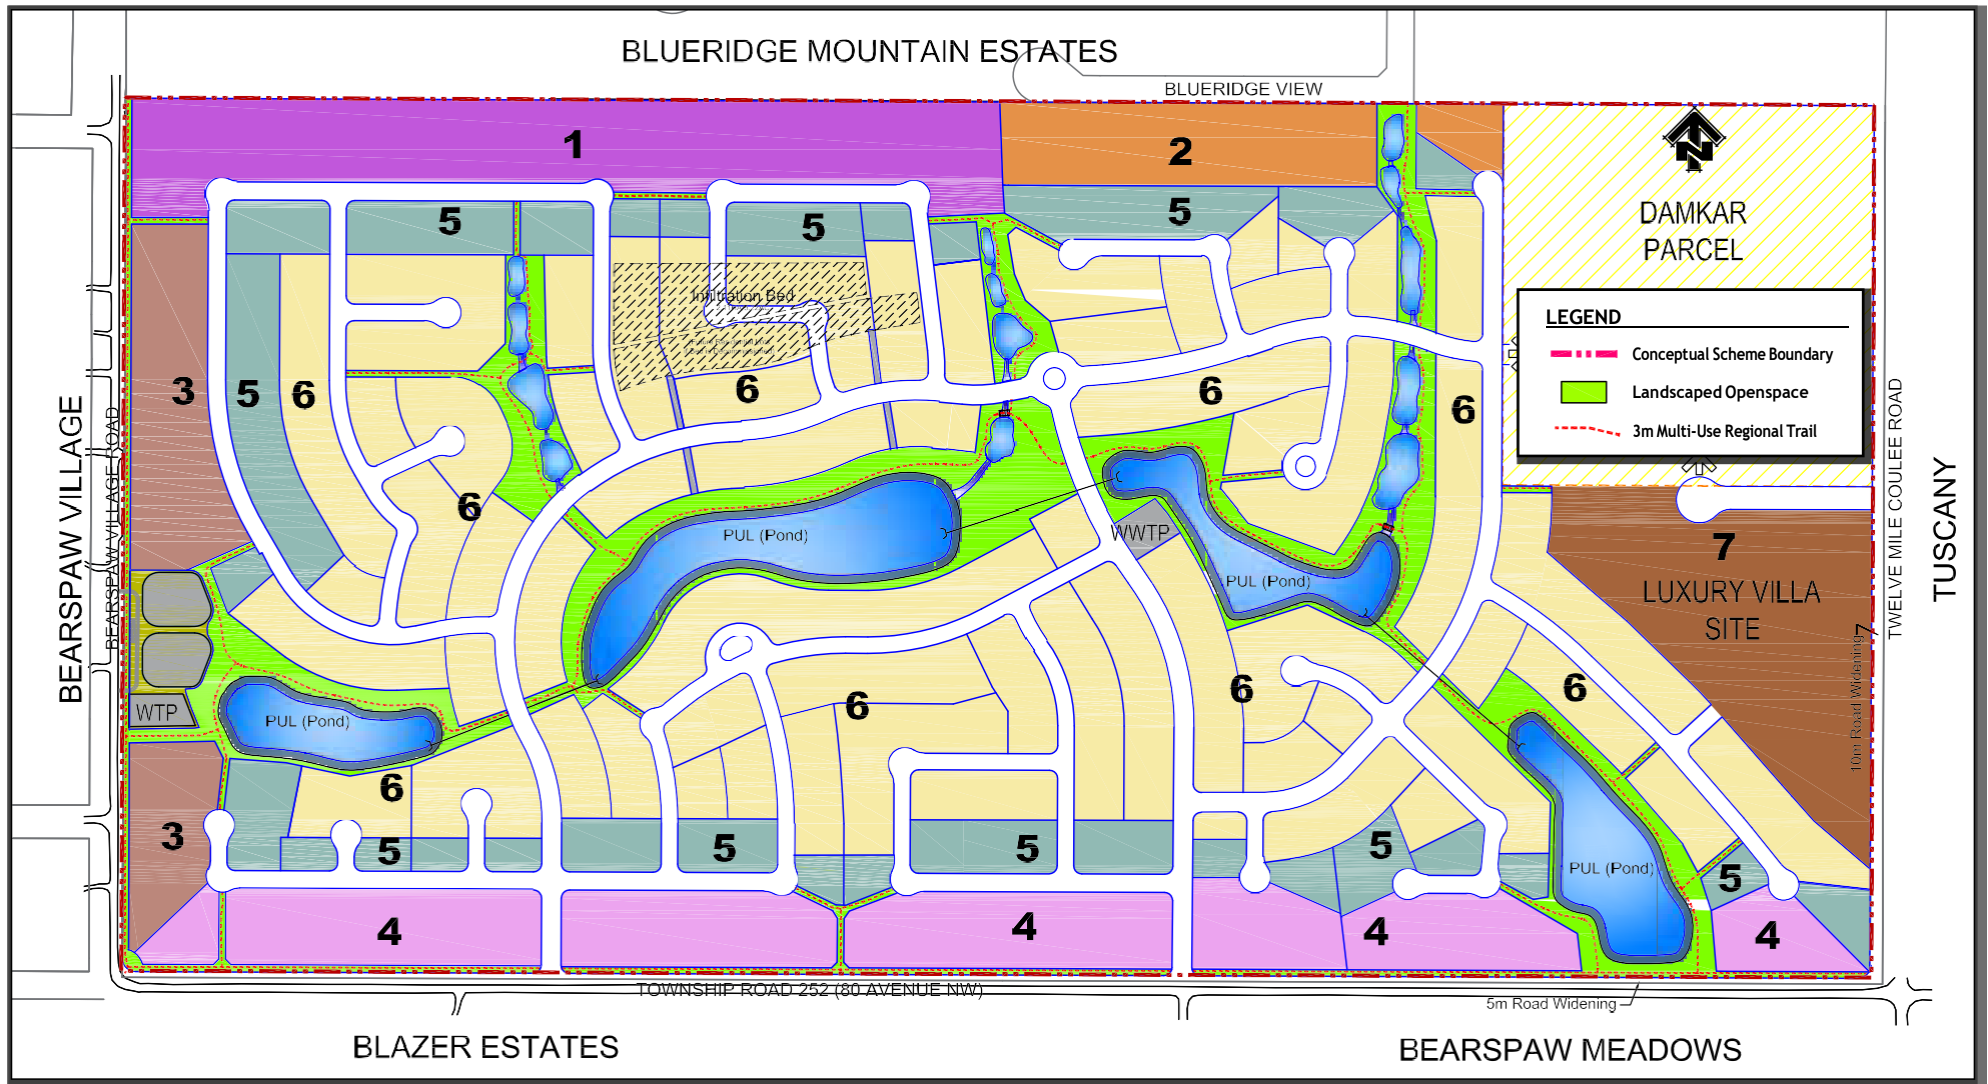 BLUERIDGE MOUNTAIN ESTATES
BLUERIDGE VIEW
1
2
N
DAMKAR
PARCEL
5
5
5
Infiltration Bed
LEGEND
Conceptual Scheme Boundary
Landscaped Openspace
3m Multi-Use Regional Trail
3
5
6
6
6
6
6
BEARSPAW VILLAGE
BEARSPAW VILLAGE ROAD
TWELVE MILE COULEE ROAD
TUSCANY
PUL (Pond)
WWTP
PUL (Pond)
7
LUXURY VILLA
SITE
7
10m Road Widening
WTP
PUL (Pond)
6
6
6
6
3
5
5
5
5
5
PUL (Pond)
4
4
4
4
TOWNSHIP ROAD 252 (80 AVENUE NW)
5m Road Widening
BLAZER ESTATES
BEARSPAW MEADOWS